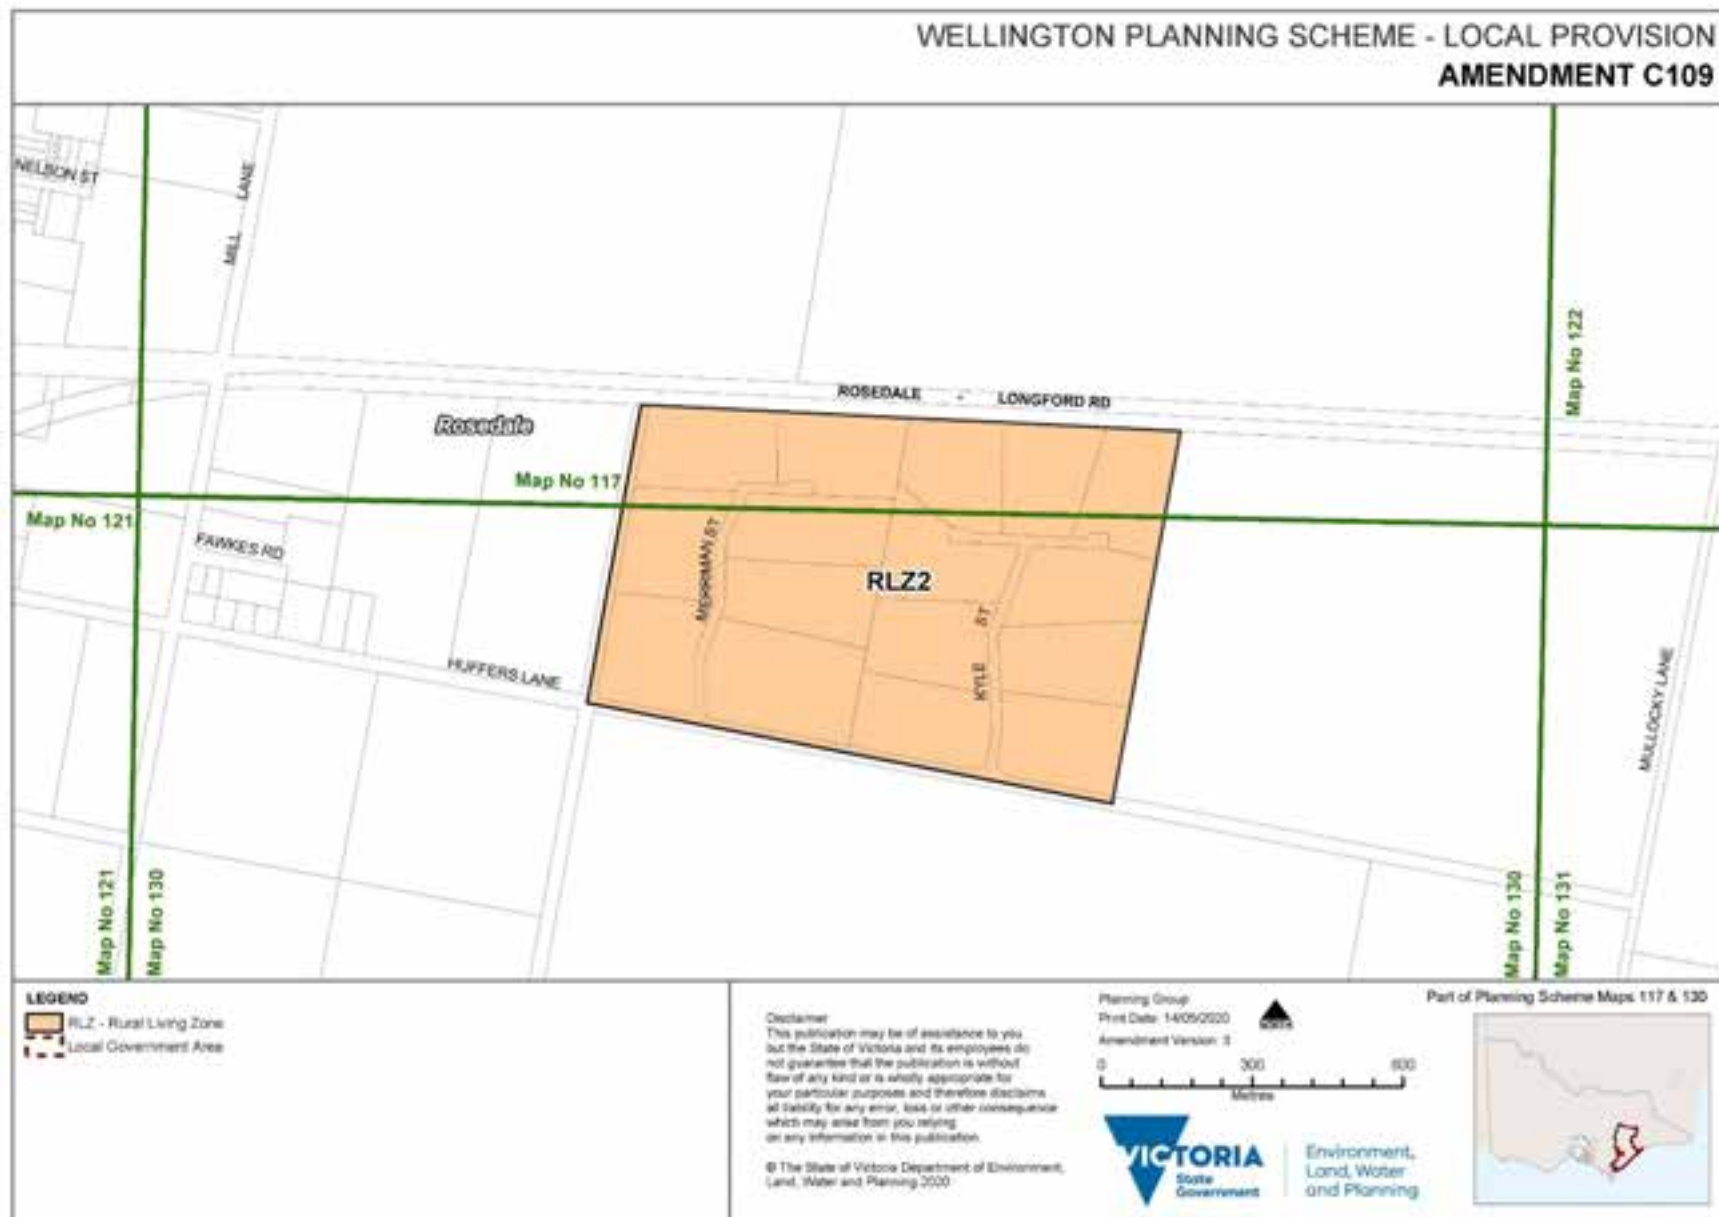 WELLINGTON PLANNING SCHEME - LOCAL PROVISION
AMENDMENT C109
NELSON ST
MILL LANE
Map No 122
ROSEDALE - LONGFORD RD
Rosedale
Map No 117
Map No 121
FAWKES RD
MERRIMAN ST
RLZ2
KYLE ST
HUFFERS LANE
MULLOCKY LANE
Map No 121
Map No 130
Map No 130
Map No 131
LEGEND
RLZ - Rural Living Zone
Local Government Area
Disclaimer
This publication may be of assistance to you
but the State of Victoria and its employees do
not guarantee that the publication is without
flaw of any kind or is wholly appropriate for
your particular purposes and therefore disclaims
all liability for any error, loss or other consequence
which may arise from you relying
on any information in this publication.
© The State of Victoria Department of Environment,
Land, Water and Planning 2020
Planning Group
Print Date: 14/05/2020
Amendment Version: 3
0 300 600
Metres
VICTORIA
State
Government
Environment,
Land, Water
and Planning
Part of Planning Scheme Maps 117 & 130